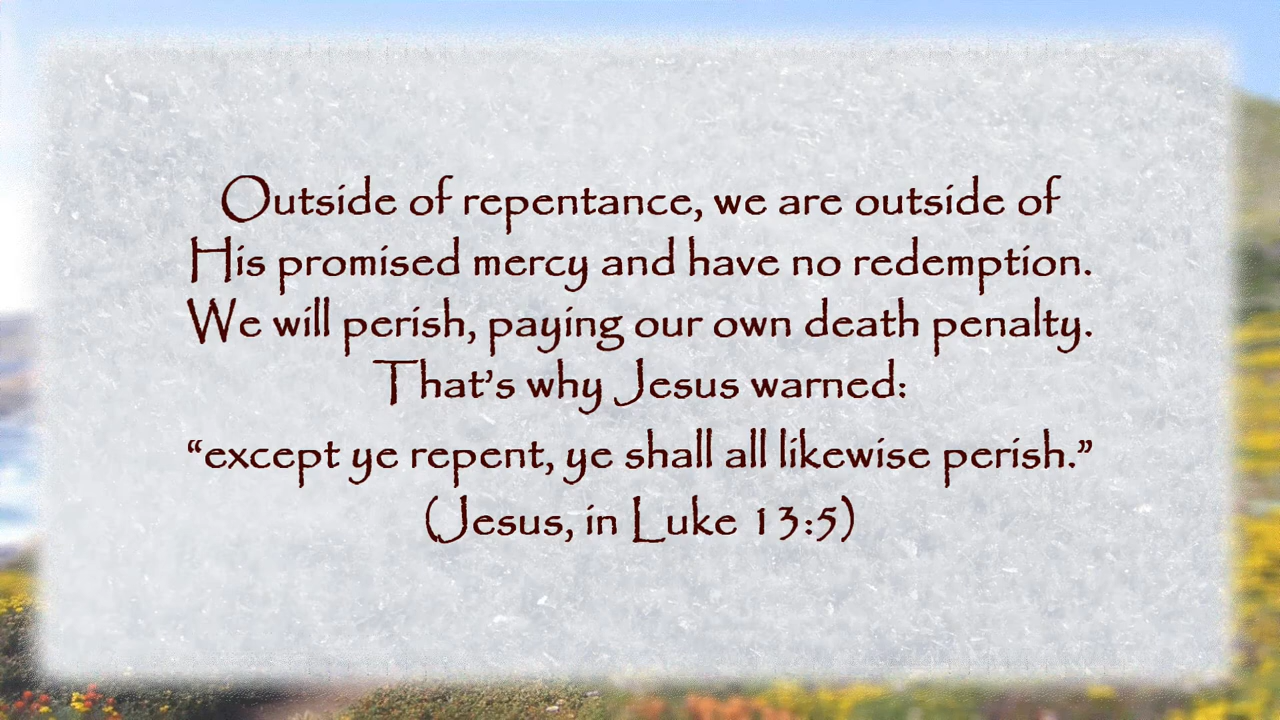 Outside of repentance, we are outside of
His promised mercy and have no redemption.
We will perish, paying our own death penalty.
That’s why Jesus warned:
“except ye repent, ye shall all likewise perish.”
(Jesus, in Luke 13:5)